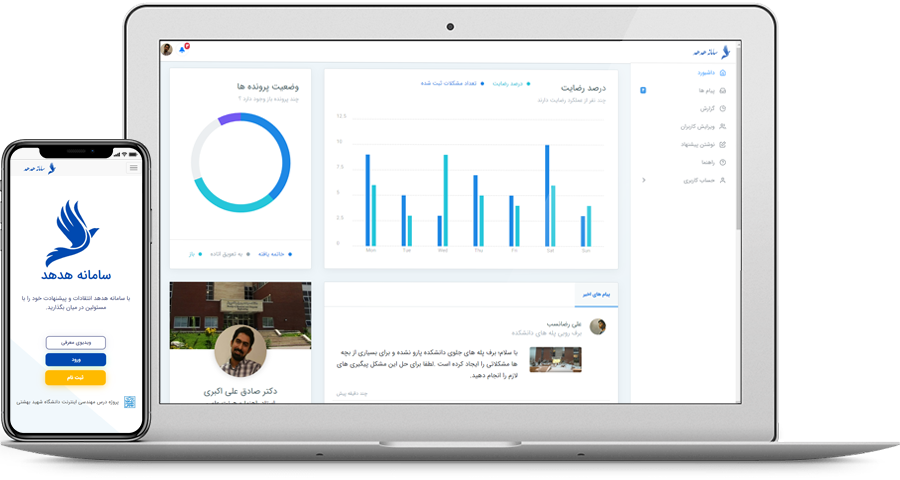 سامانه هدهد
داشبورد
پیام ها
گزارش
ویرایش کاربران
نوشتن پیشنهاد
راهنما
حساب کاربری
درصد رضایت
چند نفر از عملکرد رضایت دارند
درصد رضایت
تعداد مشکلات ثبت شده
12.5
10
7.5
5
2.5
0
Mon
Tue
Wed
Thu
Fri
Sat
Sun
وضعیت پرونده ها
چند پرونده باز وجود دارد ؟
خاتمه یافته
به تعویق افتاده
باز
پیام های اخیر
علی رضانسب
برف روبی پله های دانشکده
با سلام؛ برف پله های جلوی دانشکده پارو نشده و برای بسیاری از بچه
ها مشکلاتی را ایجاد کرده است .لطفا برای حل این مشکل پیگیری های
لازم را انجام دهید.
چند دقیقه پیش
دکتر صادق علی اکبری
سامانه هدهد
سامانه هدهد
با سامانه هدهد انتقادات و پیشنهادت خود را با
مسئولین در میان بگذارید.
ویدیوی معرفی
ورود
ثبت نام
پروژه درس مهندسی اینترنت دانشگاه شهید بهشتی